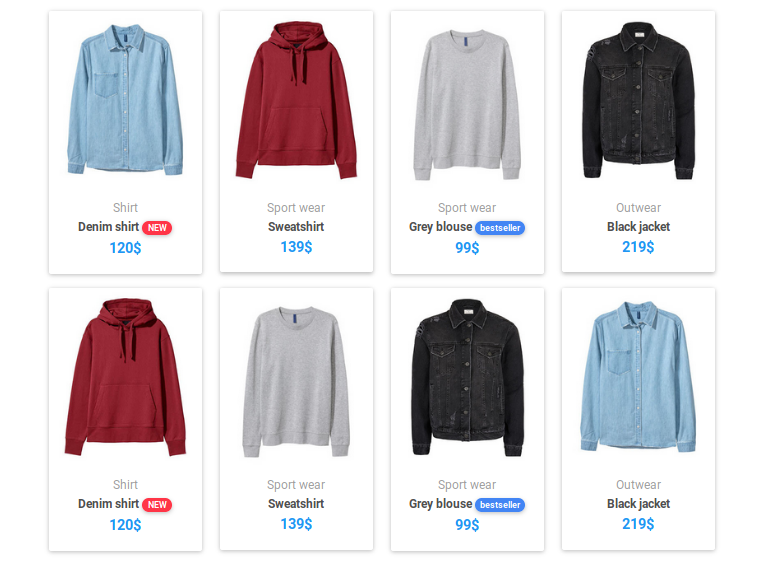 Shirt
Denim shirt NEW
120$
Sport wear
Sweatshirt
139$
Sport wear
Grey blouse bestseller
99$
Outwear
Black jacket
219$
Shirt
Denim shirt NEW
120$
Sport wear
Sweatshirt
139$
Sport wear
Grey blouse bestseller
99$
Outwear
Black jacket
219$